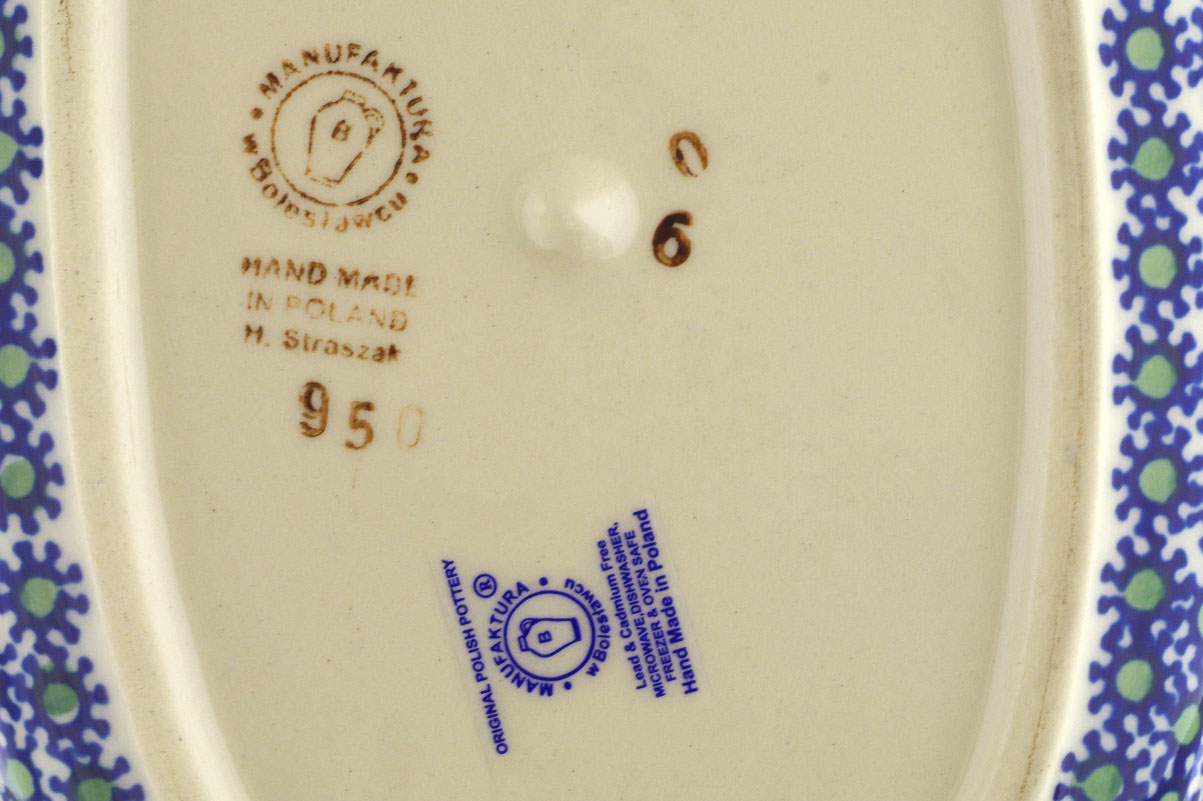 MANUFAKTURA
B
w Bolesławcu
HAND MADE
IN POLAND
H. Straszak
950
0
6
ORIGINAL POLISH POTTERY
®
MANUFAKTURA
B
w Bolesławcu
Lead & Cadmium Free
MICROWAVE,DISHWASHER,
FREEZER & OVEN SAFE
Hand Made in Poland